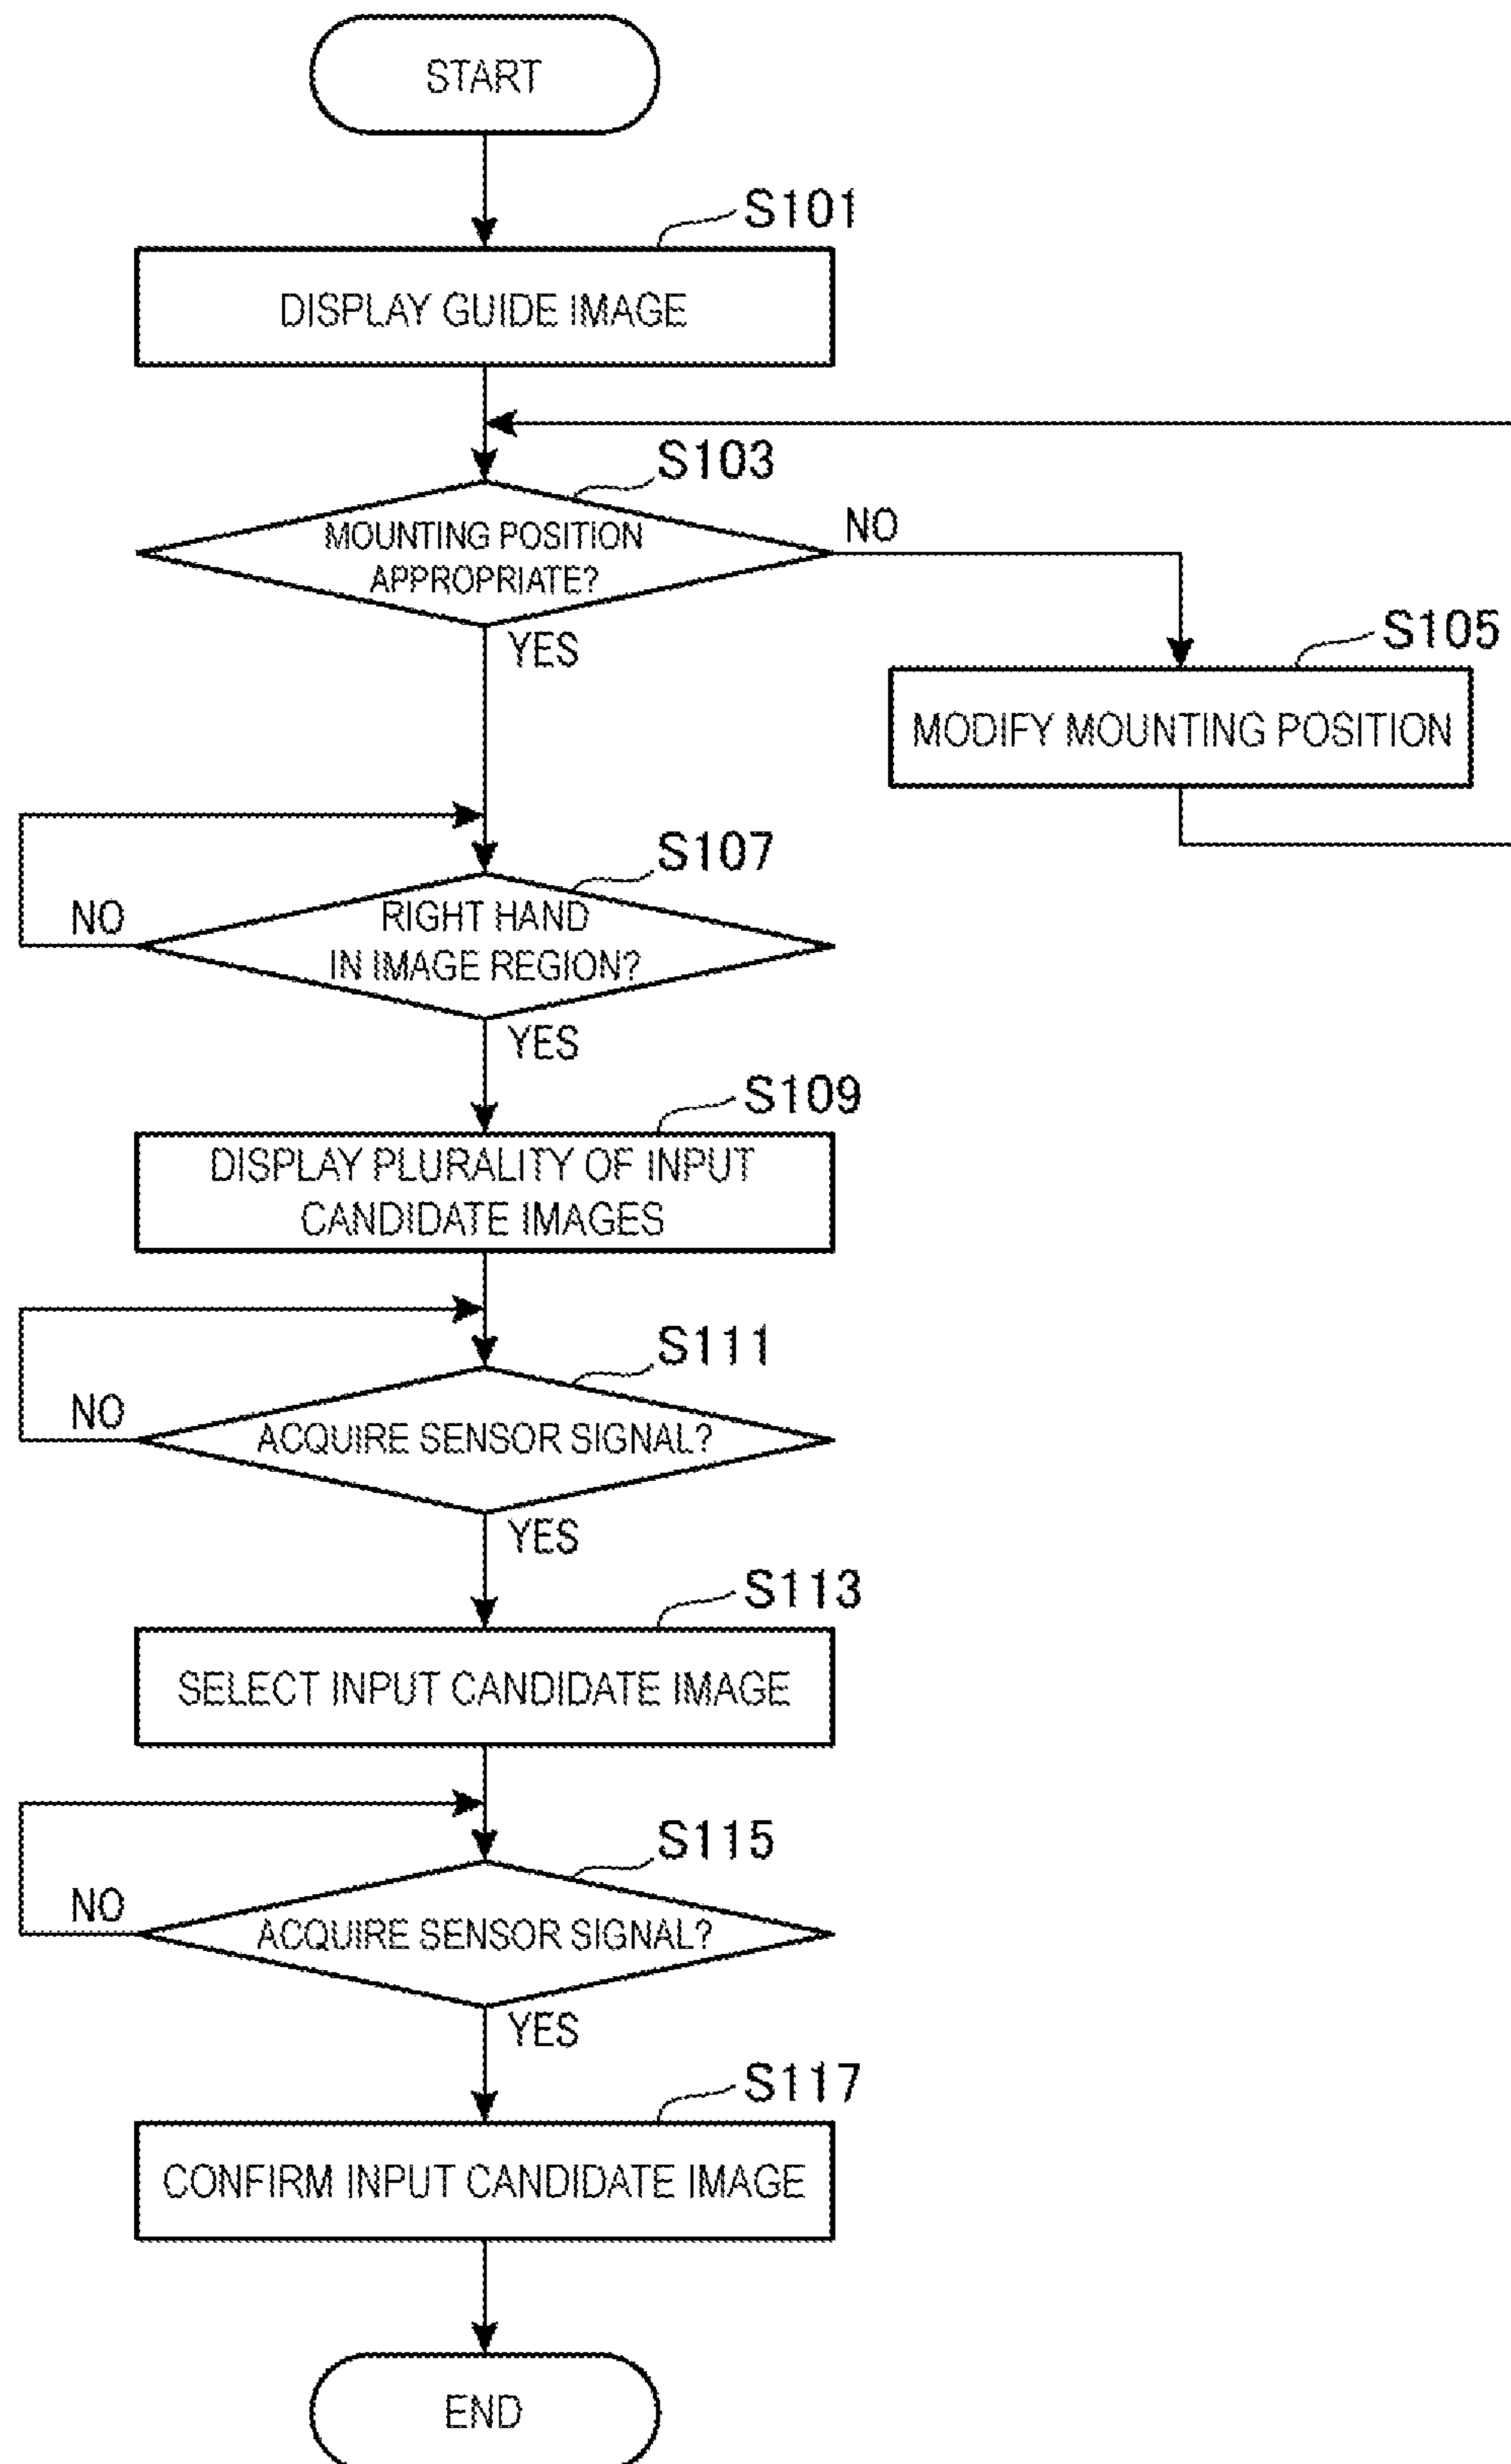 START
S101
DISPLAY GUIDE IMAGE
S103
MOUNTING POSITION
APPROPRIATE?
NO
YES
S105
MODIFY MOUNTING POSITION
S107
RIGHT HAND
IN IMAGE REGION?
NO
YES
S109
DISPLAY PLURALITY OF INPUT
CANDIDATE IMAGES
S111
ACQUIRE SENSOR SIGNAL?
NO
YES
S113
SELECT INPUT CANDIDATE IMAGE
S115
ACQUIRE SENSOR SIGNAL?
NO
YES
S117
CONFIRM INPUT CANDIDATE IMAGE
END